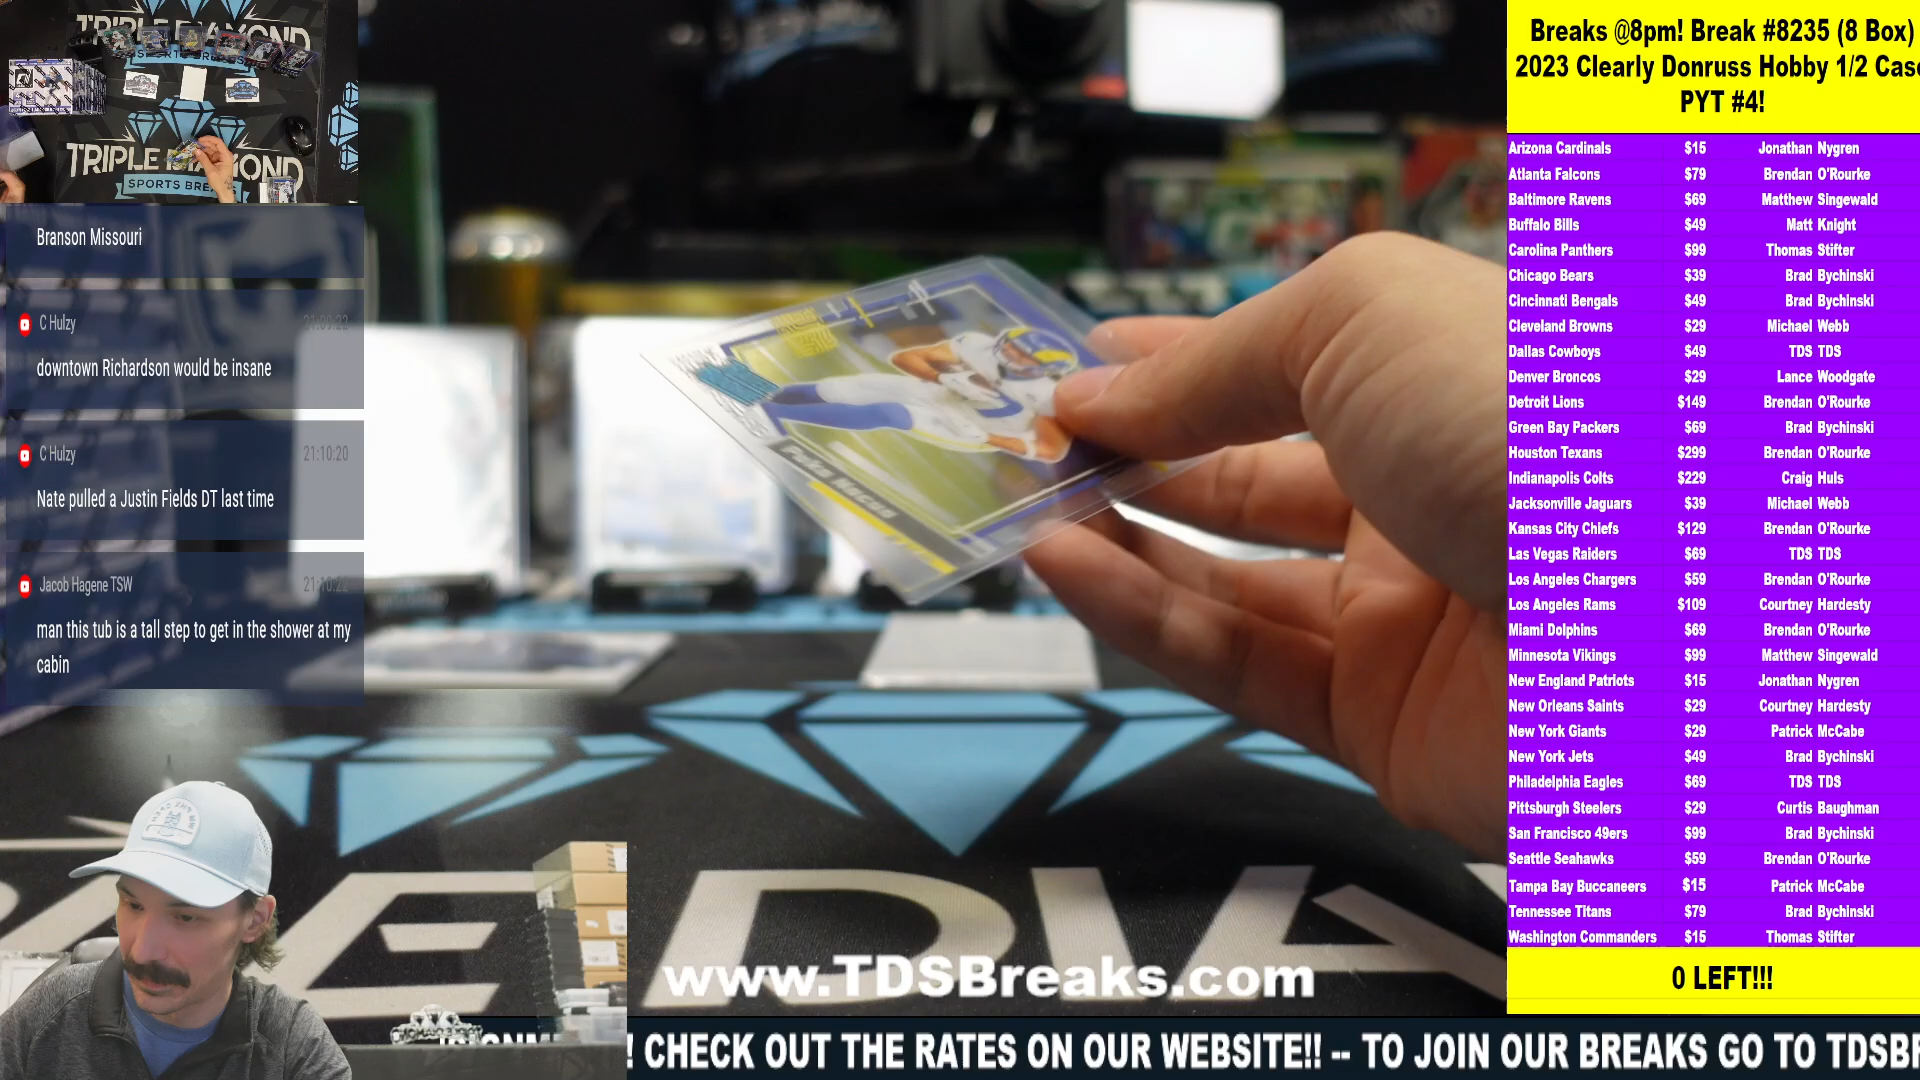 TRIPLE DIAMOND
SPORTS BREAKS
TRIPLE DIAMOND
SPORTS BREAKS
Branson Missouri
C Hulzy
21:09:22
downtown Richardson would be insane
C Hulzy
21:10:20
Nate pulled a Justin Fields DT last time
Jacob Hagene TSW
21:10:22
man this tub is a tall step to get in the shower at my
cabin
Puka Nacua
www.TDSBreaks.com
! CHECK OUT THE RATES ON OUR WEBSITE!! -- TO JOIN OUR BREAKS GO TO TDSB
Breaks @8pm! Break #8235 (8 Box)
2023 Clearly Donruss Hobby 1/2 Case
PYT #4!
Arizona Cardinals $15 Jonathan Nygren
Atlanta Falcons $79 Brendan O'Rourke
Baltimore Ravens $69 Matthew Singewald
Buffalo Bills $49 Matt Knight
Carolina Panthers $99 Thomas Stifter
Chicago Bears $39 Brad Bychinski
Cincinnati Bengals $49 Brad Bychinski
Cleveland Browns $29 Michael Webb
Dallas Cowboys $49 TDS TDS
Denver Broncos $29 Lance Woodgate
Detroit Lions $149 Brendan O'Rourke
Green Bay Packers $69 Brad Bychinski
Houston Texans $299 Brendan O'Rourke
Indianapolis Colts $229 Craig Huls
Jacksonville Jaguars $39 Michael Webb
Kansas City Chiefs $129 Brendan O'Rourke
Las Vegas Raiders $69 TDS TDS
Los Angeles Chargers $59 Brendan O'Rourke
Los Angeles Rams $109 Courtney Hardesty
Miami Dolphins $69 Brendan O'Rourke
Minnesota Vikings $99 Matthew Singewald
New England Patriots $15 Jonathan Nygren
New Orleans Saints $29 Courtney Hardesty
New York Giants $29 Patrick McCabe
New York Jets $49 Brad Bychinski
Philadelphia Eagles $69 TDS TDS
Pittsburgh Steelers $29 Curtis Baughman
San Francisco 49ers $99 Brad Bychinski
Seattle Seahawks $59 Brendan O'Rourke
Tampa Bay Buccaneers $15 Patrick McCabe
Tennessee Titans $79 Brad Bychinski
Washington Commanders $15 Thomas Stifter
0 LEFT!!!